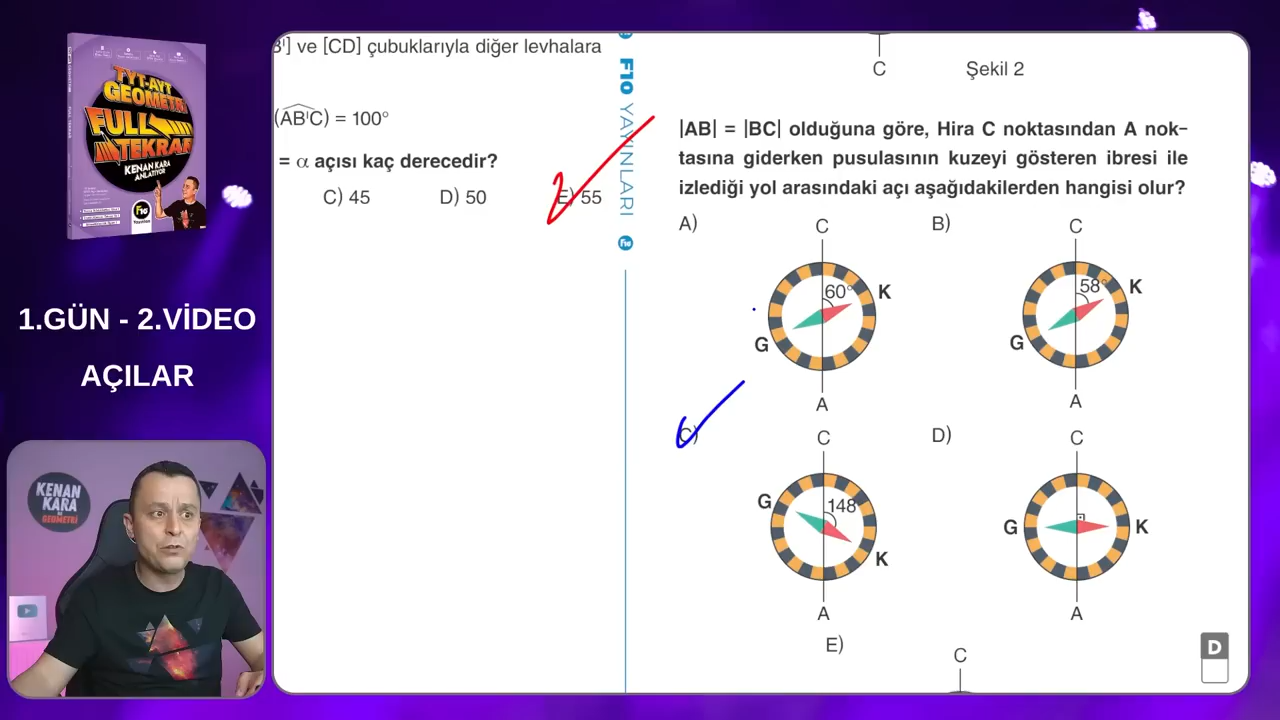 TYT-AYT
GEOMETRİ
FULL
TEKRAR
KENAN KARA
ANLATIYOR
F10
1.GÜN - 2.VİDEO
AÇILAR
KENAN
KARA
GEOMETRİ
B'] ve [CD] çubuklarıyla diğer levhalara
(AB'C) = 100°
= α açısı kaç derecedir?
C) 45 D) 50 E) 55
F10 YAYINLARI
F10
C Şekil 2
|AB| = |BC| olduğuna göre, Hira C noktasından A nok-
tasına giderken pusulasının kuzeyi gösteren ibresi ile
izlediği yol arasındaki açı aşağıdakilerden hangisi olur?
A) C
60°
K
G
A
B) C
58°
K
G
A
C) C
G
148
K
A
D) C
G K
A
E) C
D